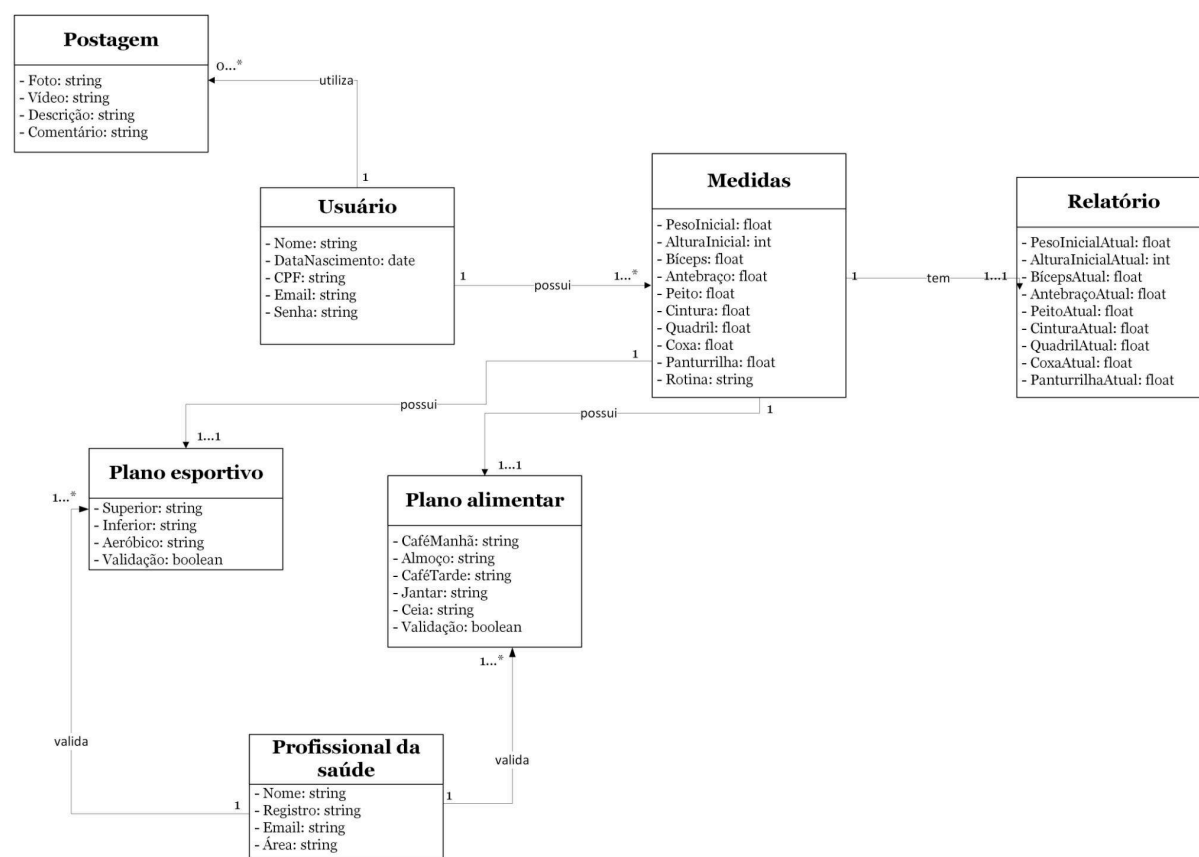 Postagem
- Foto: string
- Vídeo: string
- Descrição: string
- Comentário: string
0...*
utiliza
1
Usuário
- Nome: string
- DataNascimento: date
- CPF: string
- Email: string
- Senha: string
1
possui
1...*
Medidas
- PesoInicial: float
- AlturaInicial: int
- Bíceps: float
- Antebraço: float
- Peito: float
- Cintura: float
- Quadril: float
- Coxa: float
- Panturrilha: float
- Rotina: string
1
tem
1...1
Relatório
- PesoInicialAtual: float
- AlturaInicialAtual: int
- BícepsAtual: float
- AntebraçoAtual: float
- PeitoAtual: float
- CinturaAtual: float
- QuadrilAtual: float
- CoxaAtual: float
- PanturrilhaAtual: float
1
possui
1...1
1
possui
1...1
Plano esportivo
- Superior: string
- Inferior: string
- Aeróbico: string
- Validação: boolean
1...*
Plano alimentar
- CaféManhã: string
- Almoço: string
- CaféTarde: string
- Jantar: string
- Ceia: string
- Validação: boolean
1...*
valida
valida
Profissional da
saúde
- Nome: string
- Registro: string
- Email: string
- Área: string
1
1